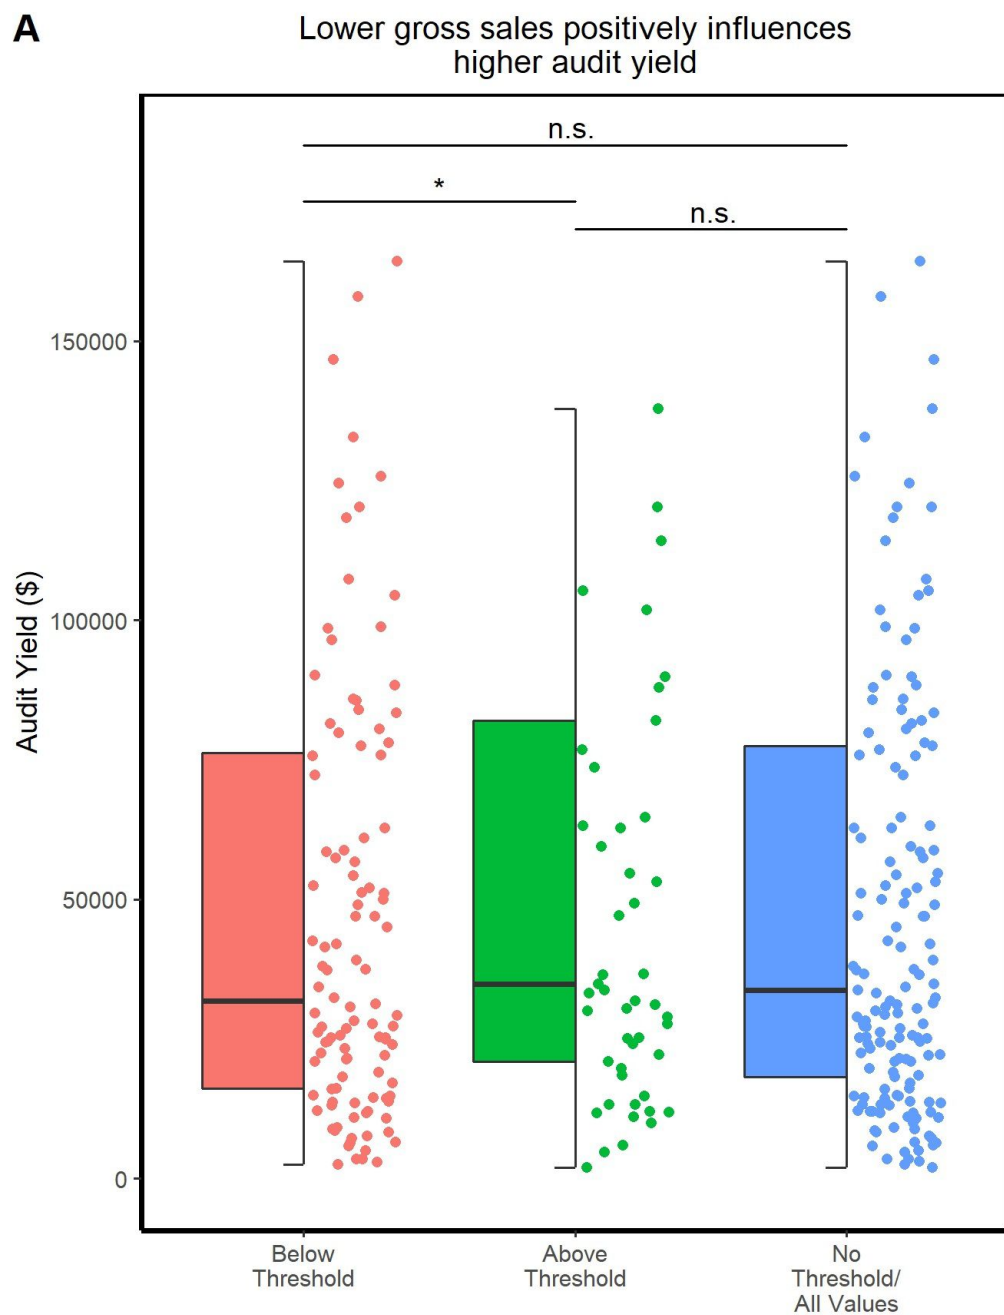 A
Lower gross sales positively influences
higher audit yield
n.s.
*
n.s.
150000
100000
50000
0
Audit Yield ($)
Below
Threshold
Above
Threshold
No
Threshold/
All Values